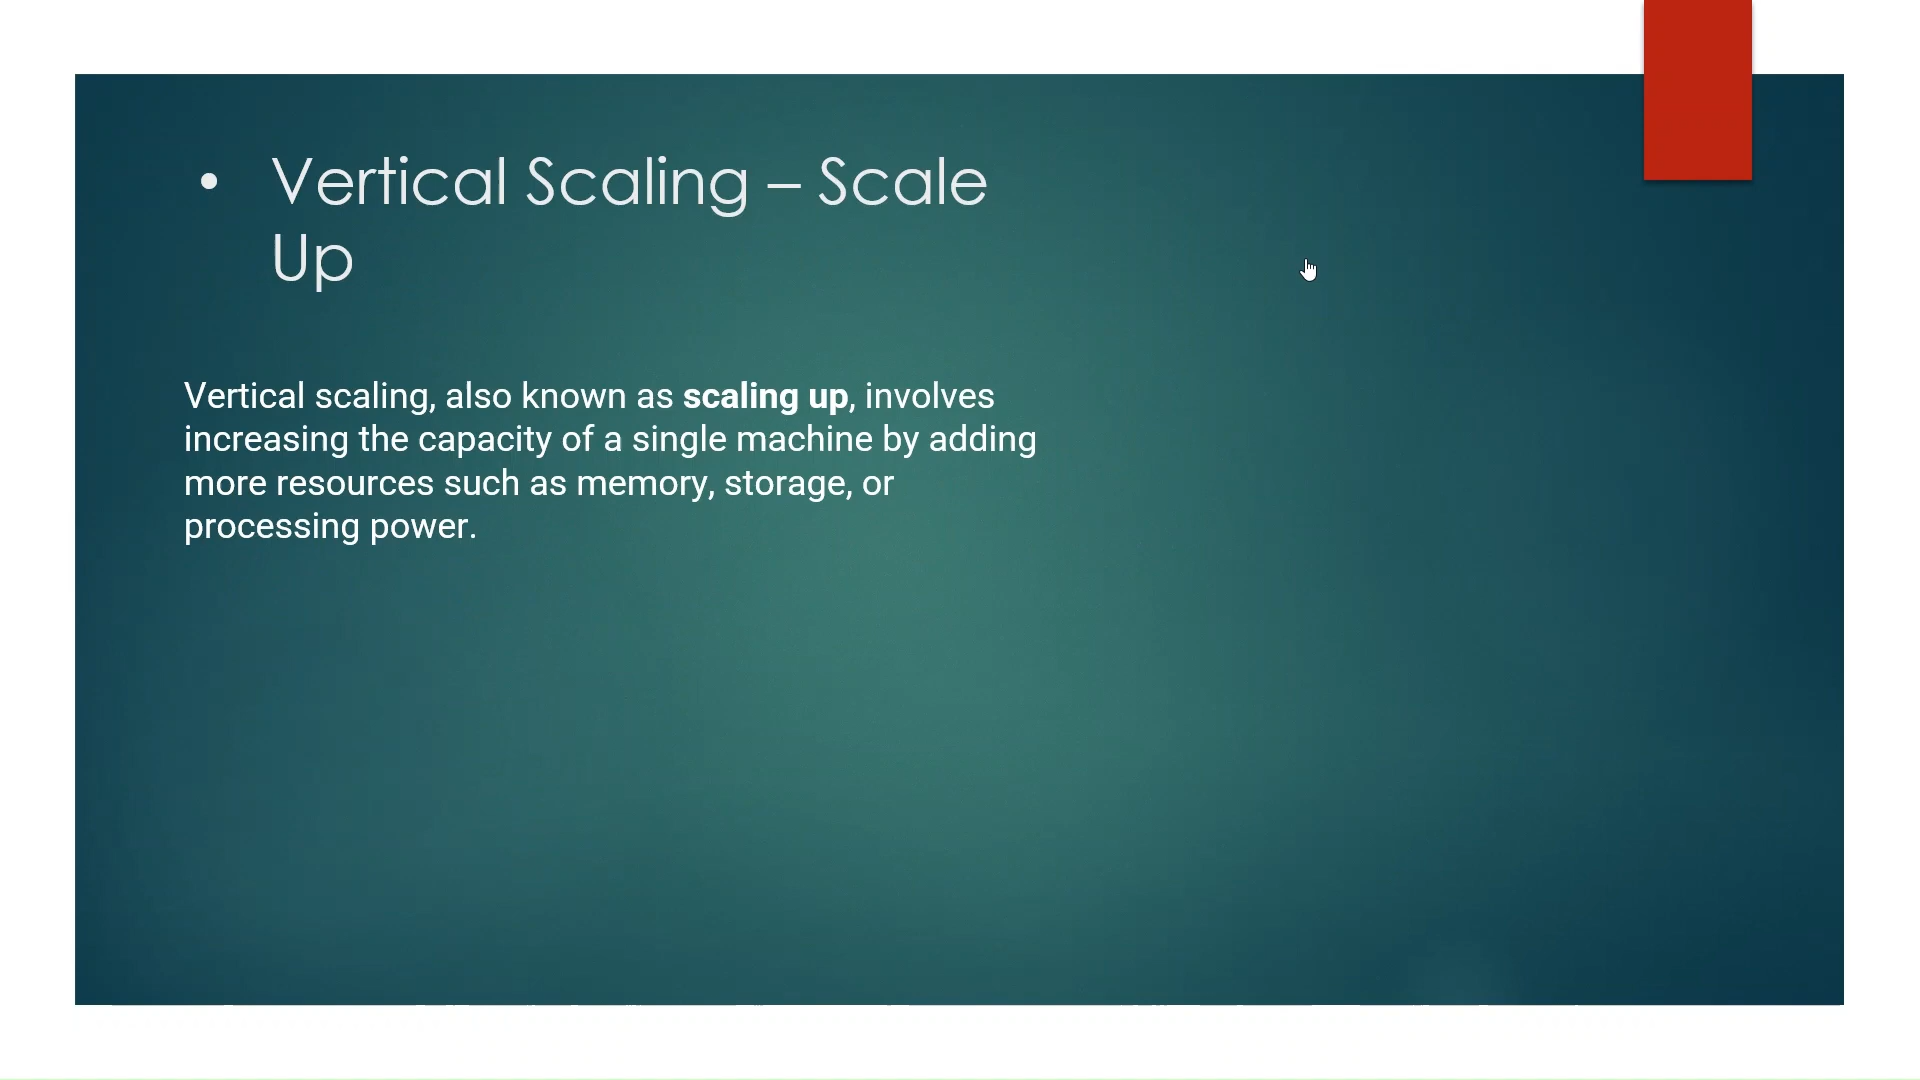 • Vertical Scaling – Scale
Up
Vertical scaling, also known as scaling up, involves
increasing the capacity of a single machine by adding
more resources such as memory, storage, or
processing power.